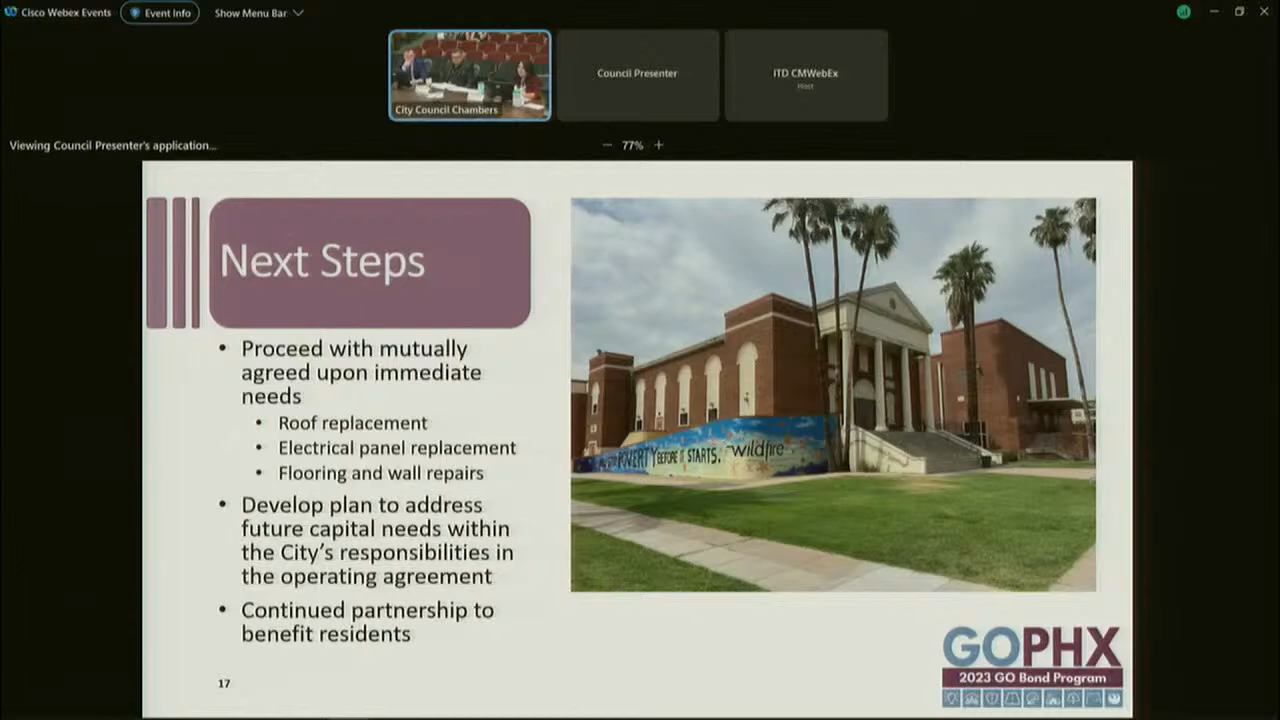 Cisco Webex Events
Event Info
Show Menu Bar
City Council Chambers
Council Presenter
ITD CMWebEx
Host
Viewing Council Presenter's application...
77%
Next Steps
• Proceed with mutually
agreed upon immediate
needs
• Roof replacement
• Electrical panel replacement
• Flooring and wall repairs
• Develop plan to address
future capital needs within
the City's responsibilities in
the operating agreement
• Continued partnership to
benefit residents
17
POVERTY BEFORE IT STARTS.
wildfire
GOPHX
2023 GO Bond Program